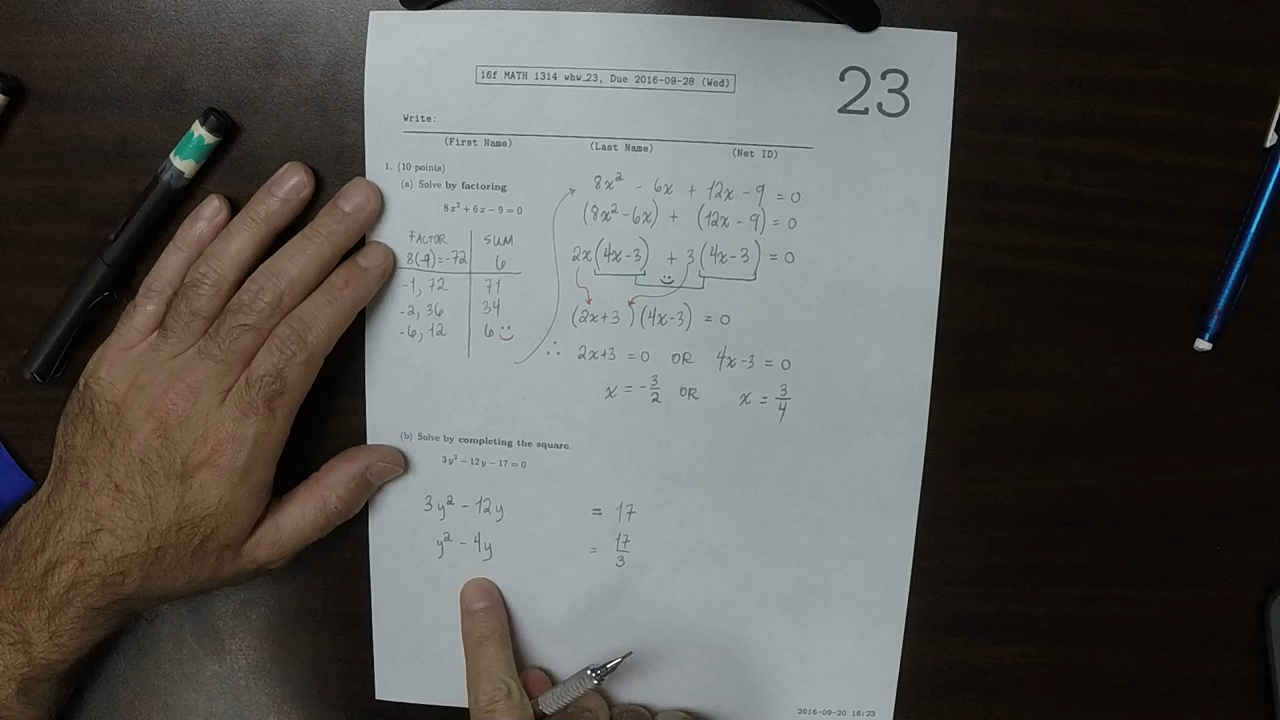 16f MATH 1314 whw_23, Due 2016-09-28 (Wed)
23
Write:
(First Name) (Last Name) (Net ID)
1. (10 points)
(a) Solve by factoring
8x² + 6x − 9 = 0
FACTOR SUM
8(-9)=-72 6
-1, 72 71
-2, 36 34
-6, 12 6 ☺
8x² - 6x + 12x - 9 = 0
(8x² - 6x) + (12x - 9) = 0
2x(4x-3) + 3(4x-3) = 0
(2x+3)(4x-3) = 0
∴ 2x+3 = 0 OR 4x-3 = 0
x = -3/2 OR x = 3/4
(b) Solve by completing the square.
3y² − 12y − 17 = 0
3y² - 12y = 17
y² - 4y = 17/3
2016-09-20 16:23